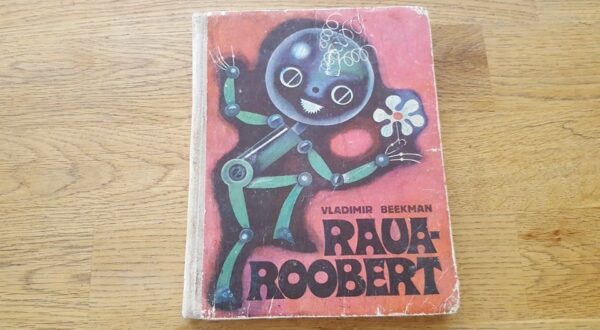 VLADIMIR BEEKMAN
RAUA-
ROOBERT